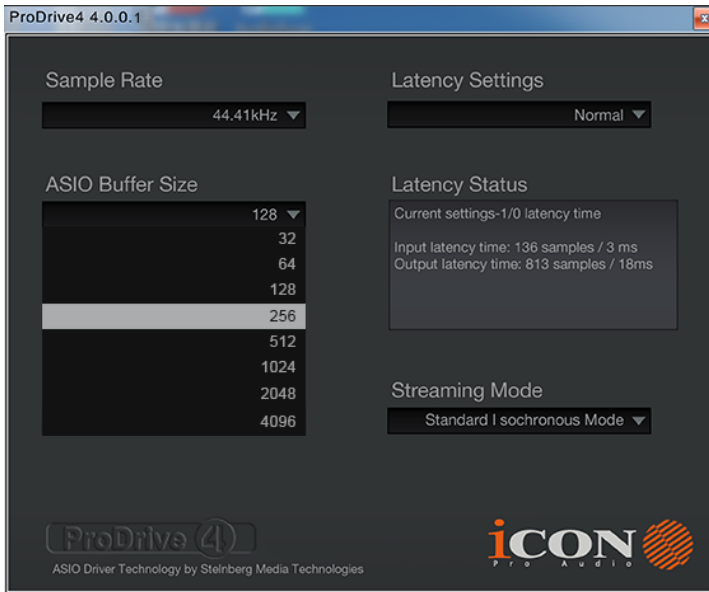 ProDrive4 4.0.0.1
x
Sample Rate
44.41kHz
Latency Settings
Normal
ASIO Buffer Size
128
32
64
128
256
512
1024
2048
4096
Latency Status
Current settings-1/0 latency time
Input latency time: 136 samples / 3 ms
Output latency time: 813 samples / 18ms
Streaming Mode
Standard I sochronous Mode
ProDrive 4
ASIO Driver Technology by Steinberg Media Technologies
iCON
Pro Audio